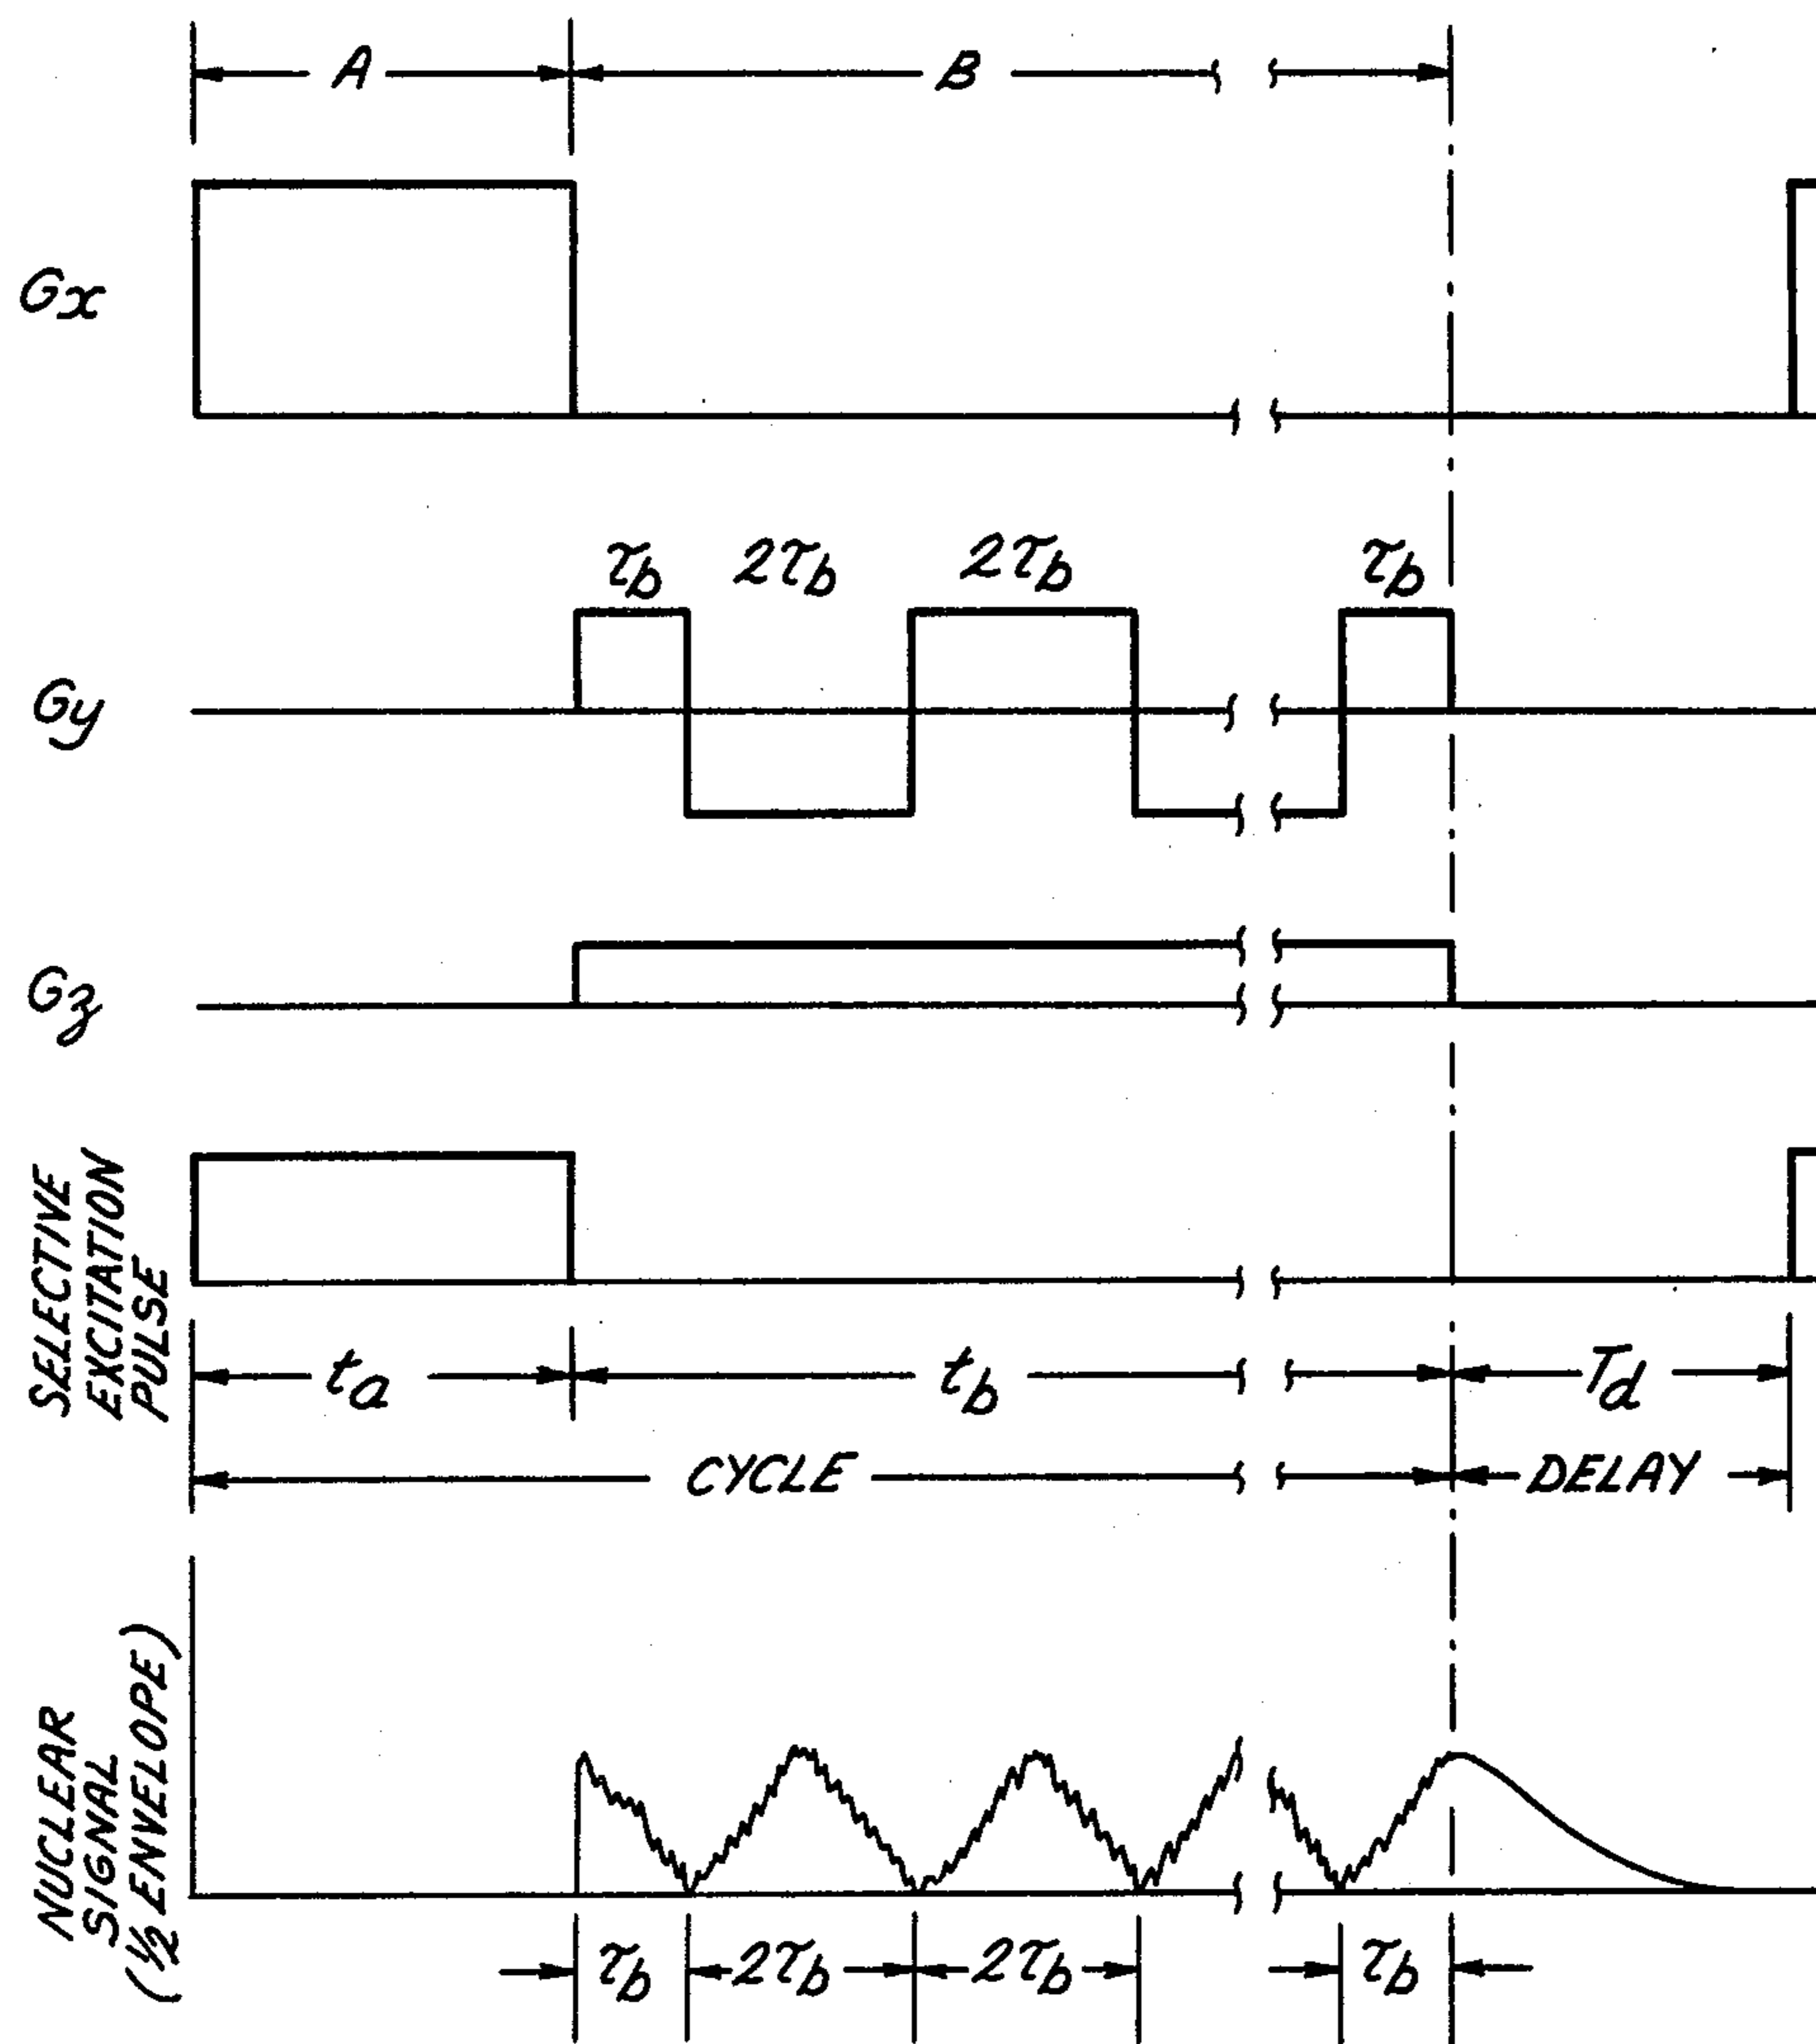 A B
Gx
τb 2τb 2τb τb
Gy
Gz
SELECTIVE
EXCITATION
PULSE
ta tb Td
CYCLE DELAY
NUCLEAR
SIGNAL
(½ ENVELOPE)
τb 2τb 2τb τb